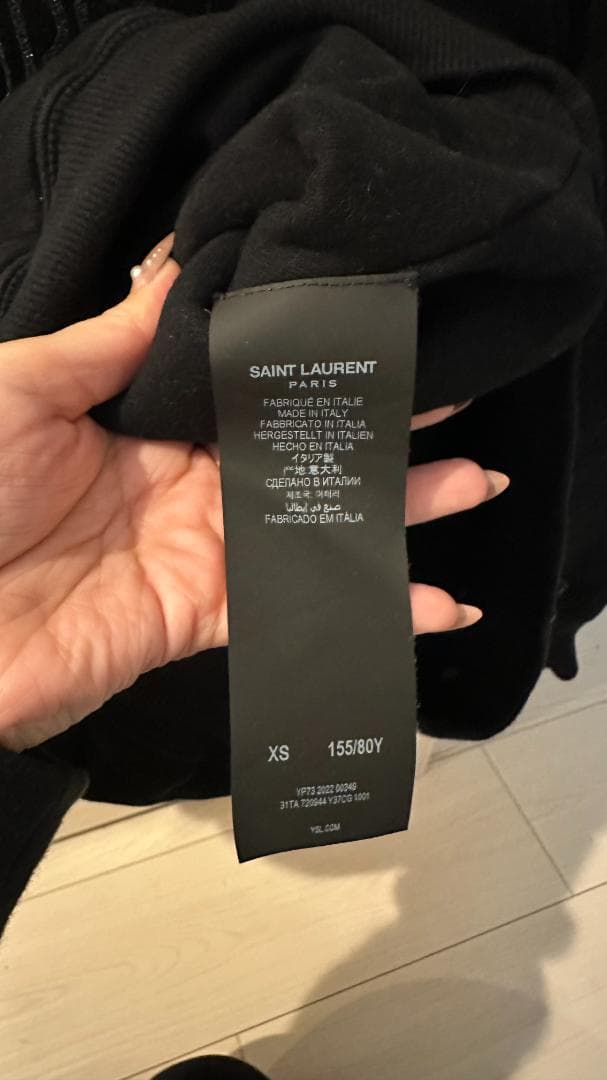 SAINT LAURENT
PARIS
FABRIQUÉ EN ITALIE
MADE IN ITALY
FABBRICATO IN ITALIA
HERGESTELLT IN ITALIEN
HECHO EN ITALIA
イタリア製
产地:意大利
СДЕЛАНО В ИТАЛИИ
제조국: 이태리
صنع في إيطاليا
FABRICADO EM ITÀLIA
XS 155/80Y
YP73 2022 00349
31TA 720944 Y37CG 1001
YSL.COM